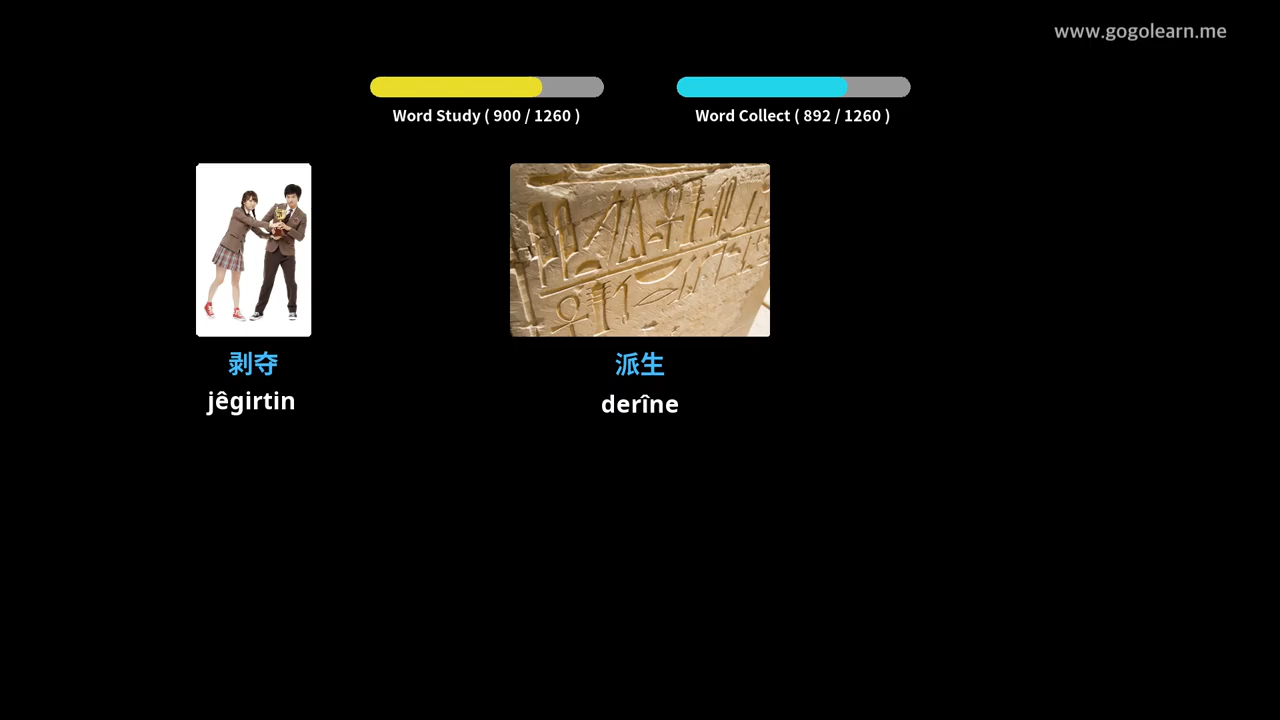 www.gogolearn.me
Word Study ( 900 / 1260 )
Word Collect ( 892 / 1260 )
剥夺
jêgirtin
派生
derîne